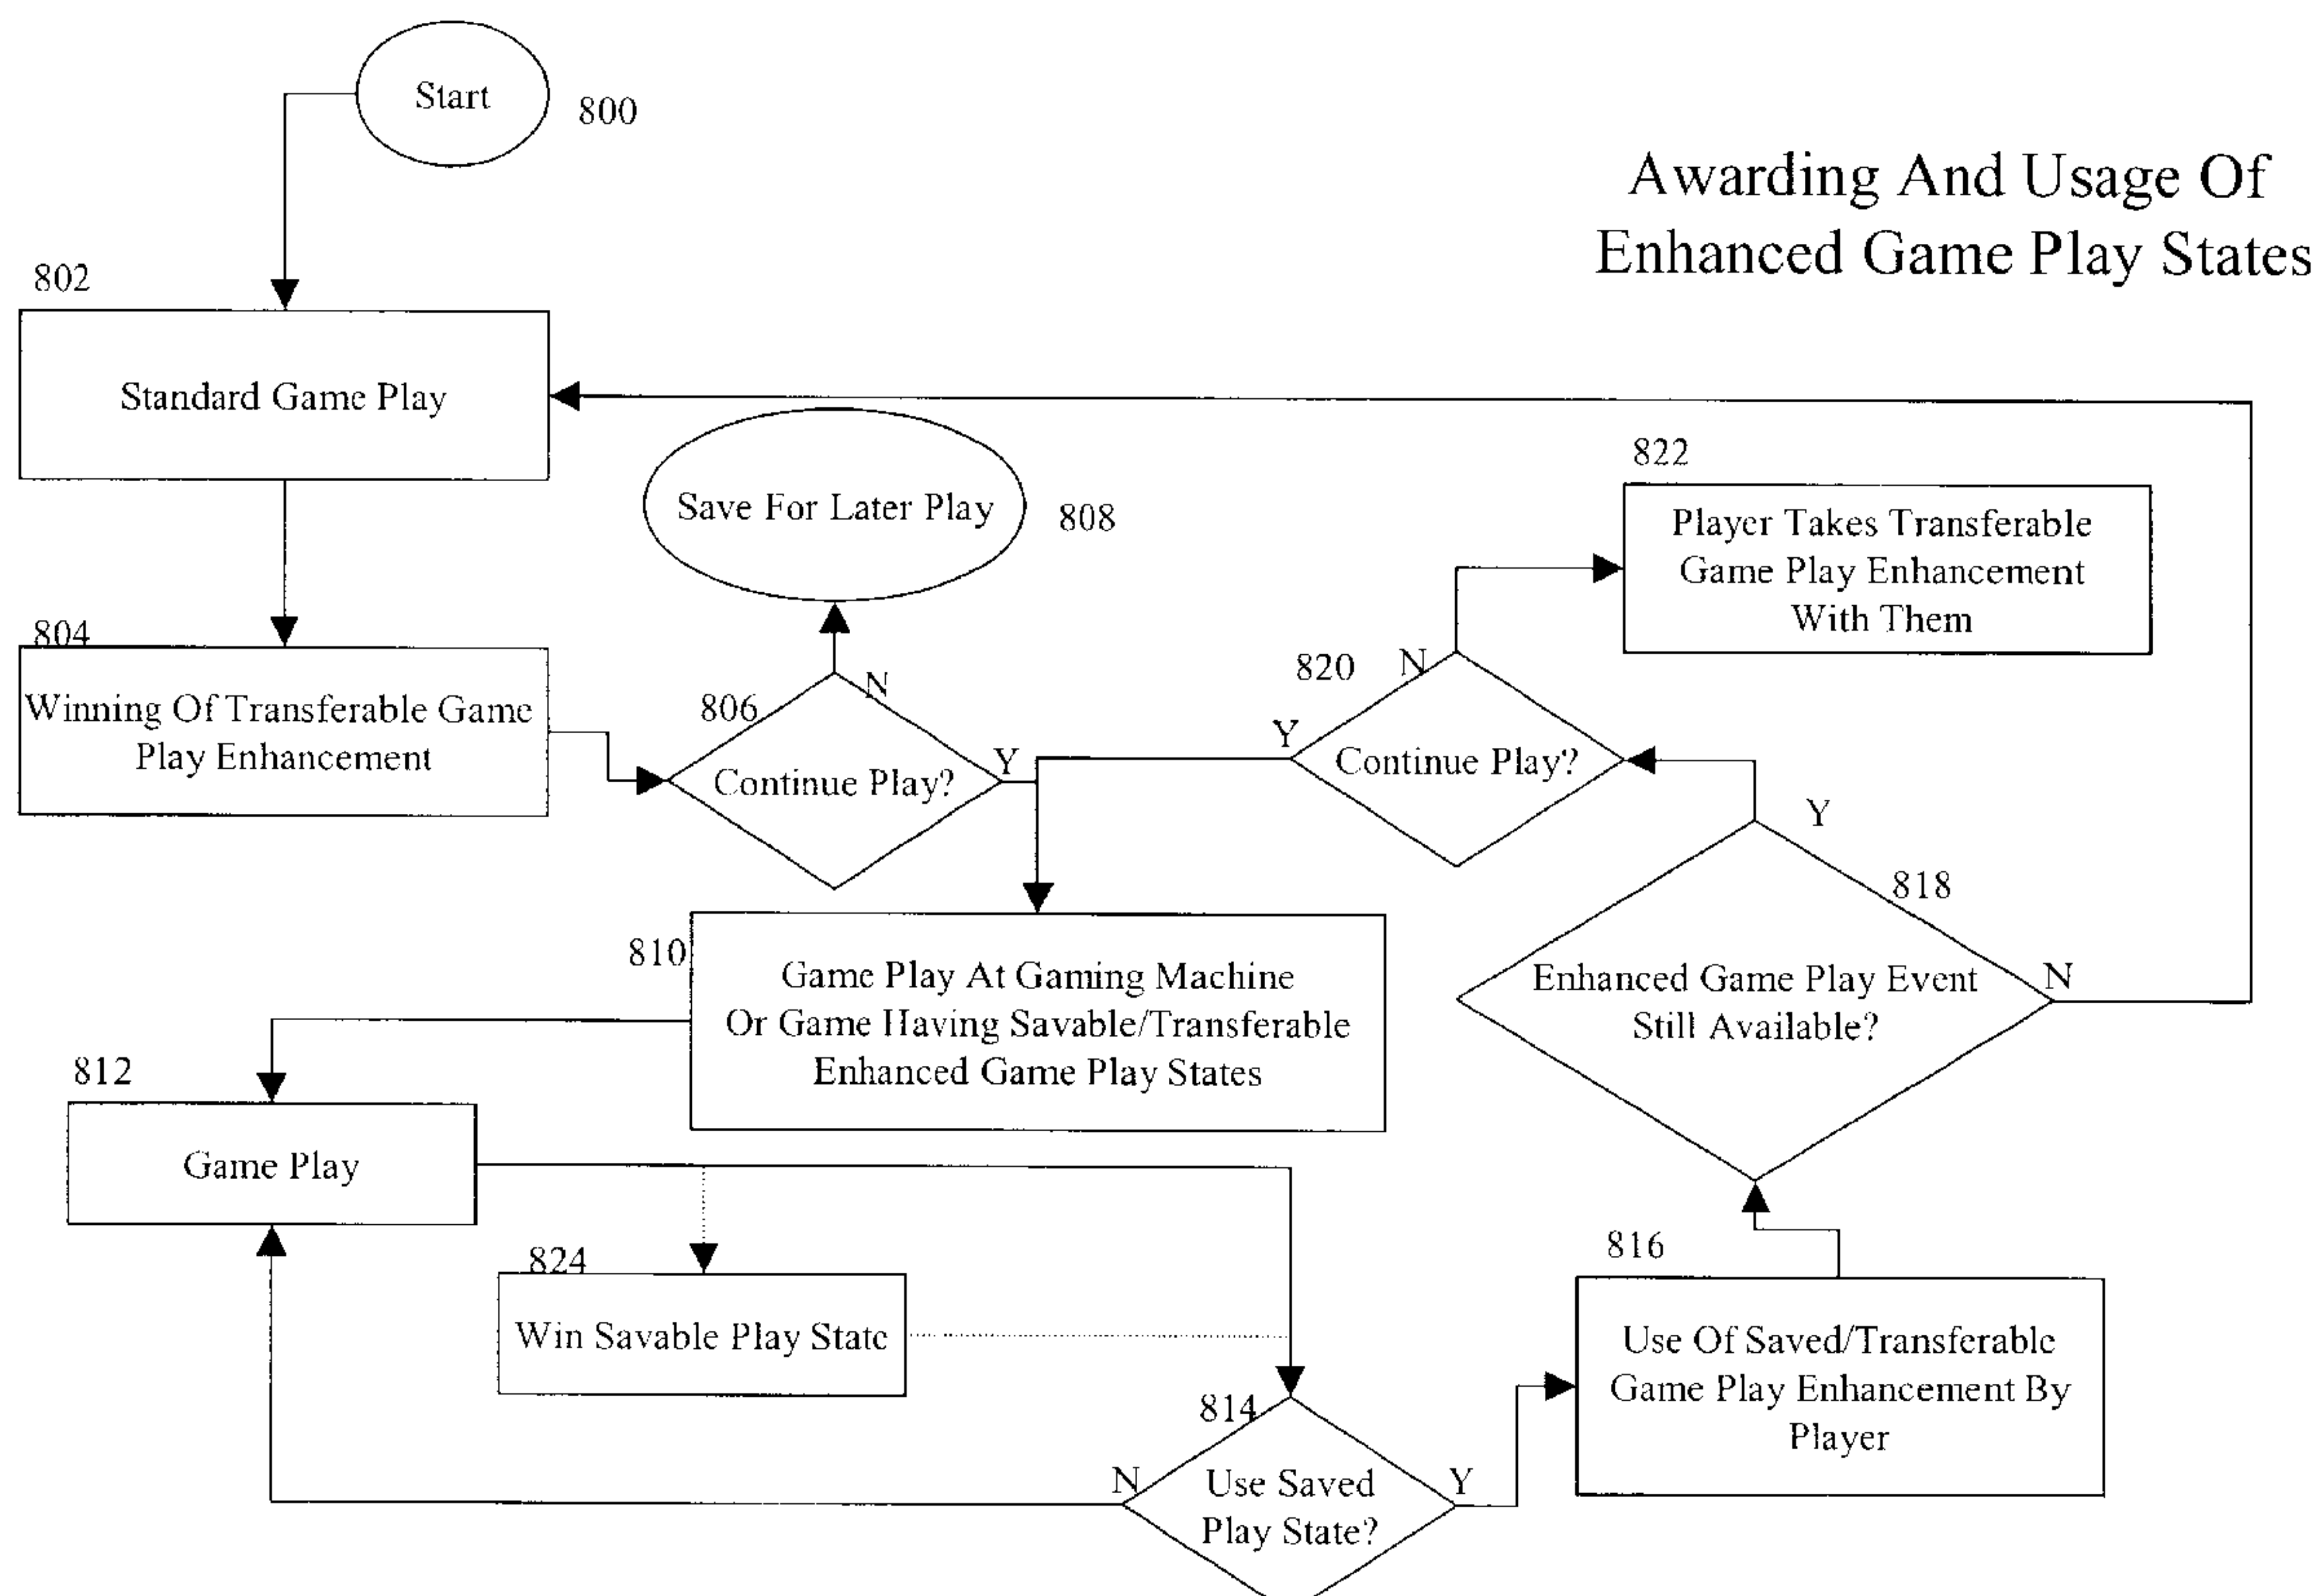 Start
800
Awarding And Usage Of
Enhanced Game Play States
802
Standard Game Play
822
Save For Later Play
808
Player Takes Transferable
Game Play Enhancement
With Them
804
Winning Of Transferable Game
Play Enhancement
806
N
Continue Play?
Y
820
N
Y
Continue Play?
Y
818
Enhanced Game Play Event
Still Available?
N
810
Game Play At Gaming Machine
Or Game Having Savable/Transferable
Enhanced Game Play States
812
Game Play
824
Win Savable Play State
816
Use Of Saved/Transferable
Game Play Enhancement By
Player
814
N
Use Saved
Play State?
Y